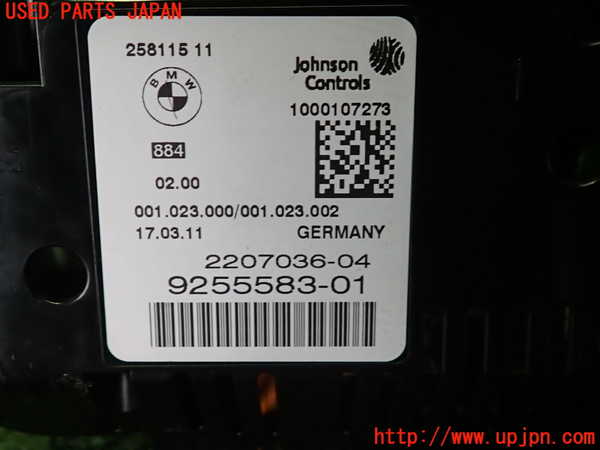 USED PARTS JAPAN
258115 11
BMW
Johnson
Controls
1000107273
884
02.00
001.023.000/001.023.002
17.03.11 GERMANY
2207036-04
9255583-01
http://www.upjpn.com/